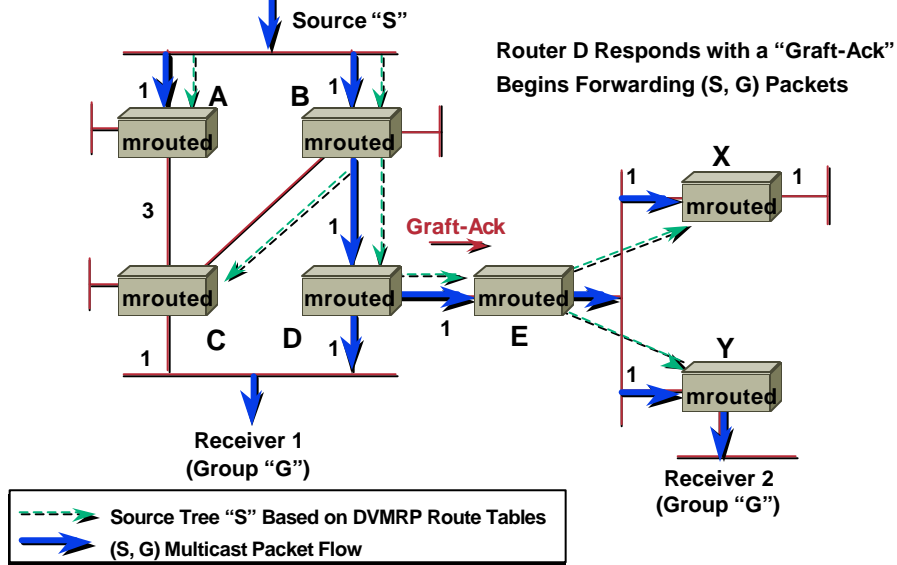 Source “S”
Router D Responds with a “Graft-Ack”
Begins Forwarding (S, G) Packets
1
A
B
1
mrouted
mrouted
X
1
1
mrouted
3
1
Graft-Ack
mrouted
mrouted
mrouted
C
D
1
E
1
1
Y
1
mrouted
Receiver 1
(Group “G”)
Receiver 2
(Group “G”)
Source Tree “S” Based on DVMRP Route Tables
(S, G) Multicast Packet Flow